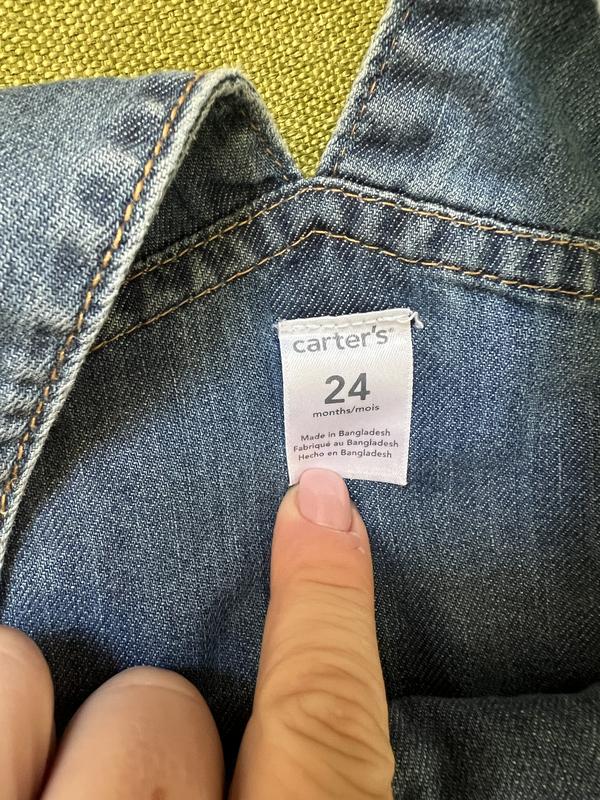 carter's
24
months/mois
Made in Bangladesh
Fabriqué au Bangladesh
Hecho en Bangladesh